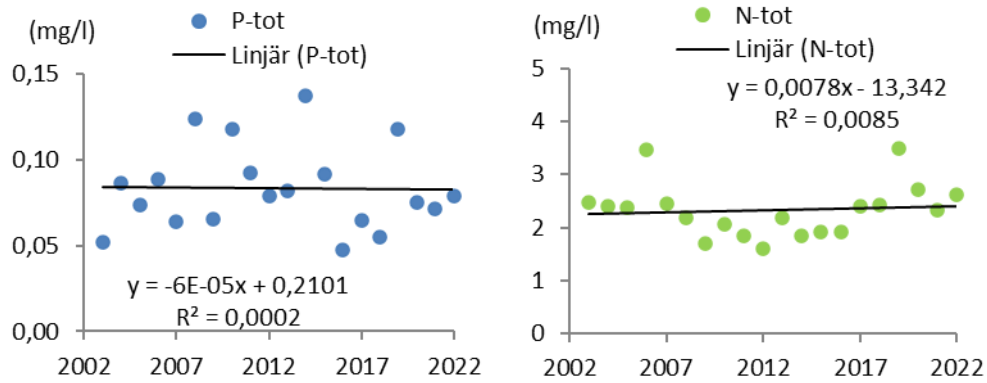 (mg/l)
P-tot
Linjär (P-tot)
0,15
0,10
0,05
0,00
y = -6E-05x + 0,2101
R² = 0,0002
2002 2007 2012 2017 2022
(mg/l)
N-tot
Linjär (N-tot)
y = 0,0078x - 13,342
R² = 0,0085
5
4
3
2
1
0
2002 2007 2012 2017 2022